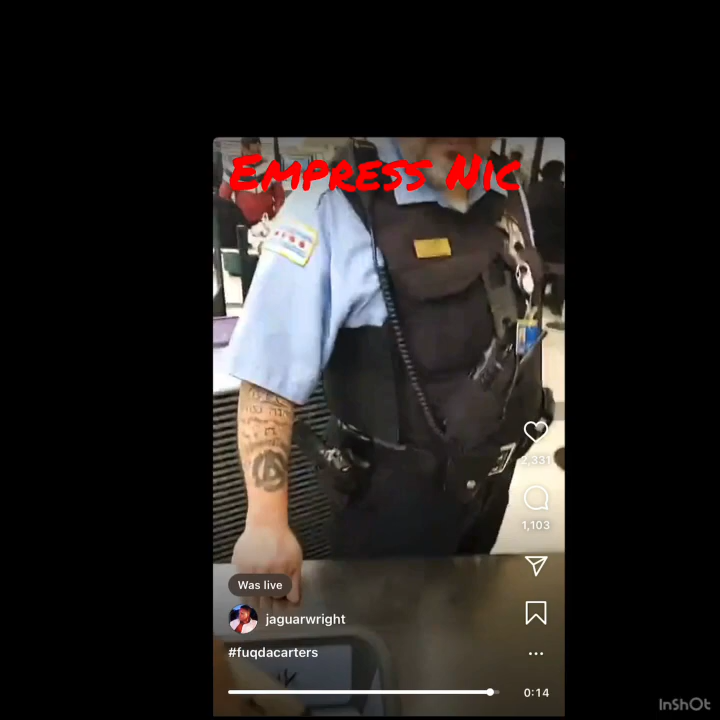 Empress Nic
2,331
1,103
Was live
jaguarwright
#fuqdacarters
0:14
InShOt